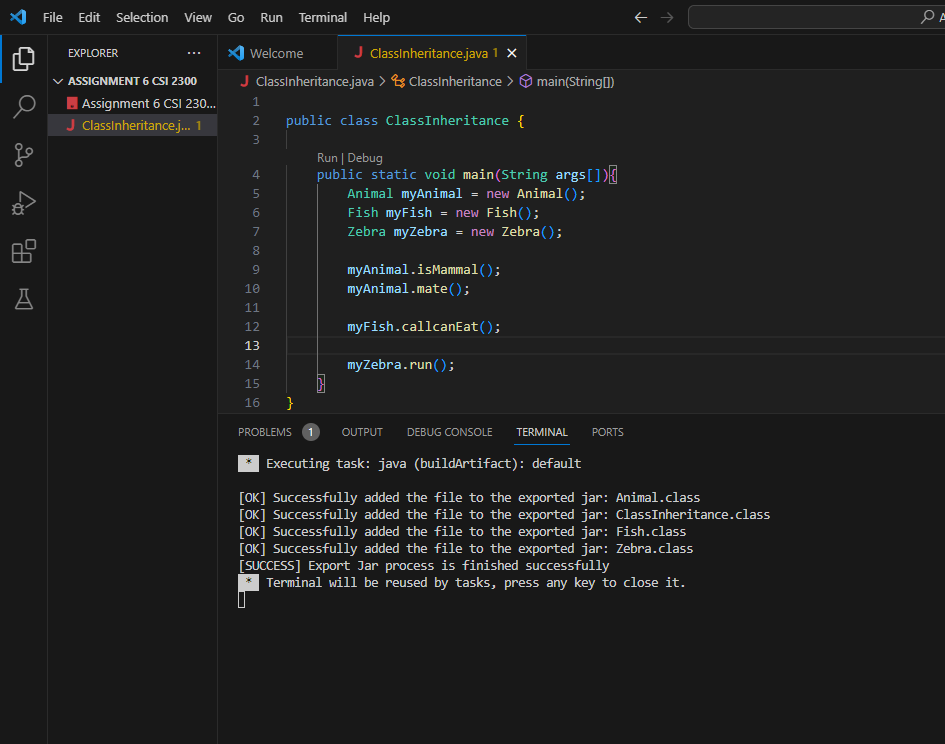 File Edit Selection View Go Run Terminal Help
EXPLORER
ASSIGNMENT 6 CSI 2300
Assignment 6 CSI 230...
ClassInheritance.j... 1
Welcome
ClassInheritance.java 1
ClassInheritance.java > ClassInheritance > main(String[])
1
2 public class ClassInheritance {
3
Run | Debug
4 public static void main(String args[]){
5 Animal myAnimal = new Animal();
6 Fish myFish = new Fish();
7 Zebra myZebra = new Zebra();
8
9 myAnimal.isMammal();
10 myAnimal.mate();
11
12 myFish.callcanEat();
13
14 myZebra.run();
15 }
16 }
PROBLEMS 1 OUTPUT DEBUG CONSOLE TERMINAL PORTS
* Executing task: java (buildArtifact): default
[OK] Successfully added the file to the exported jar: Animal.class
[OK] Successfully added the file to the exported jar: ClassInheritance.class
[OK] Successfully added the file to the exported jar: Fish.class
[OK] Successfully added the file to the exported jar: Zebra.class
[SUCCESS] Export Jar process is finished successfully
* Terminal will be reused by tasks, press any key to close it.